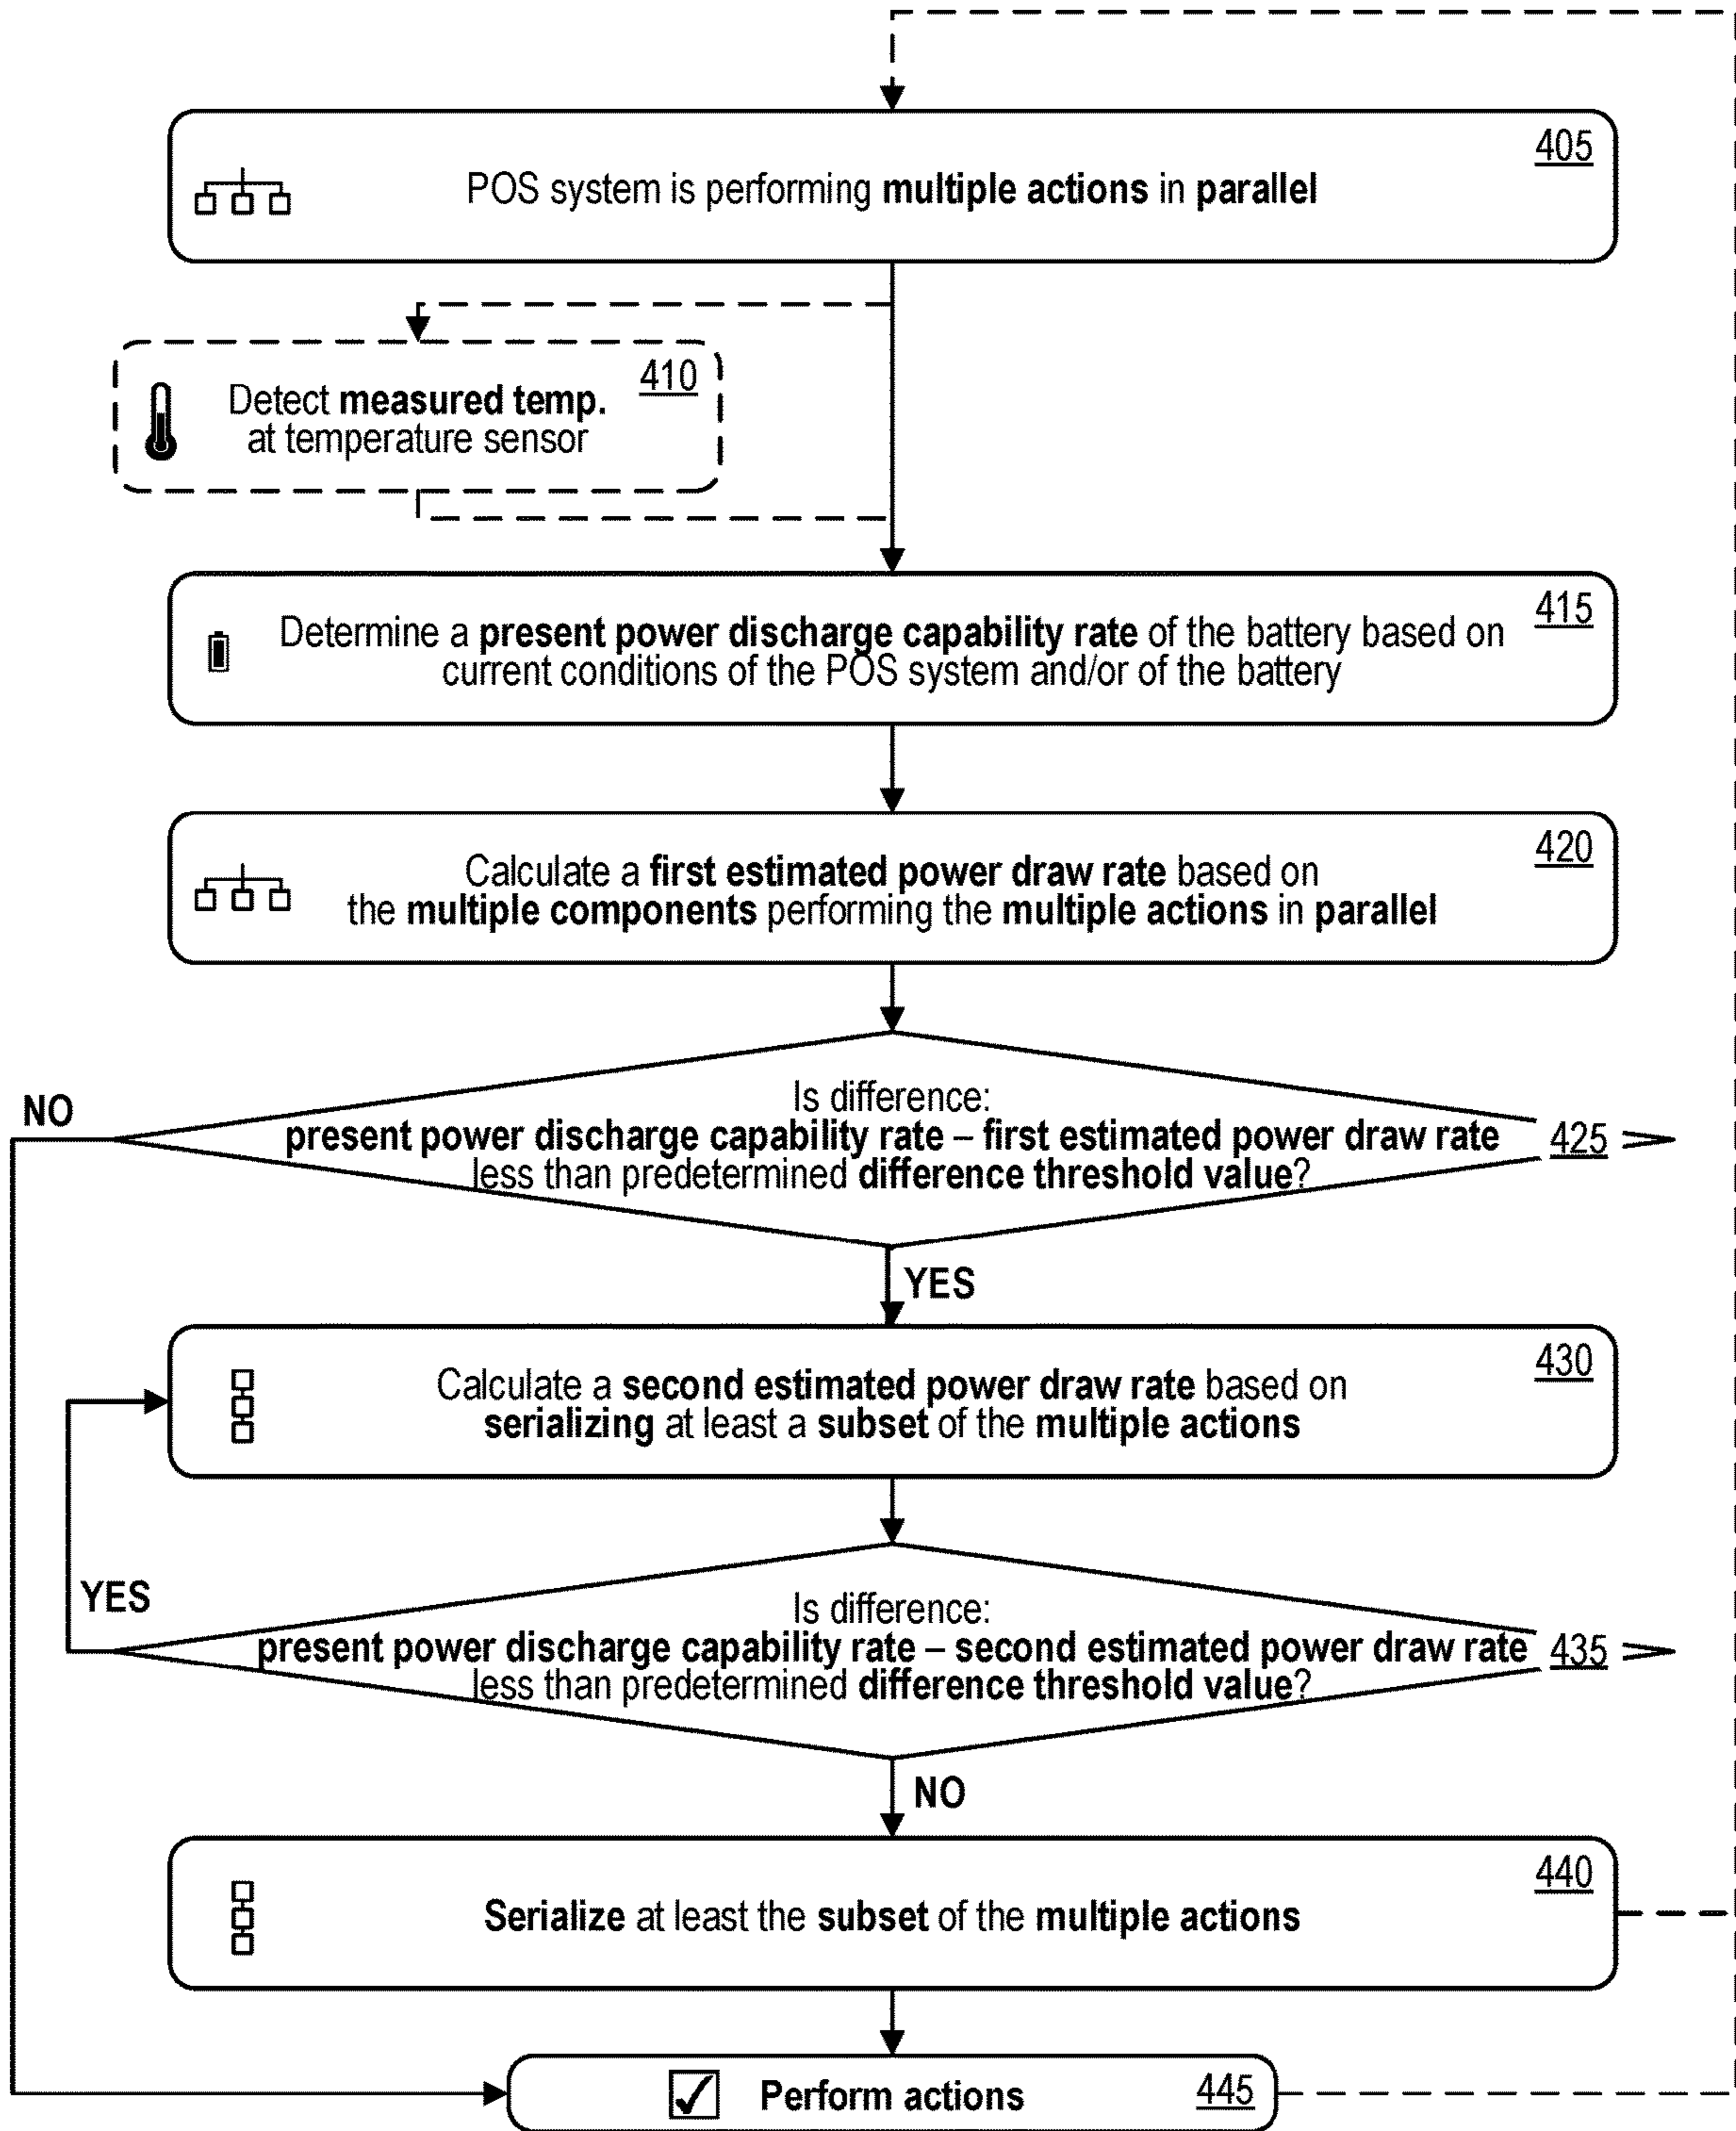 405
POS system is performing multiple actions in parallel
410
Detect measured temp.
at temperature sensor
415
Determine a present power discharge capability rate of the battery based on
current conditions of the POS system and/or of the battery
420
Calculate a first estimated power draw rate based on
the multiple components performing the multiple actions in parallel
NO
Is difference:
present power discharge capability rate – first estimated power draw rate
425
less than predetermined difference threshold value?
YES
430
Calculate a second estimated power draw rate based on
serializing at least a subset of the multiple actions
YES
Is difference:
present power discharge capability rate – second estimated power draw rate
435
less than predetermined difference threshold value?
NO
440
Serialize at least the subset of the multiple actions
Perform actions
445